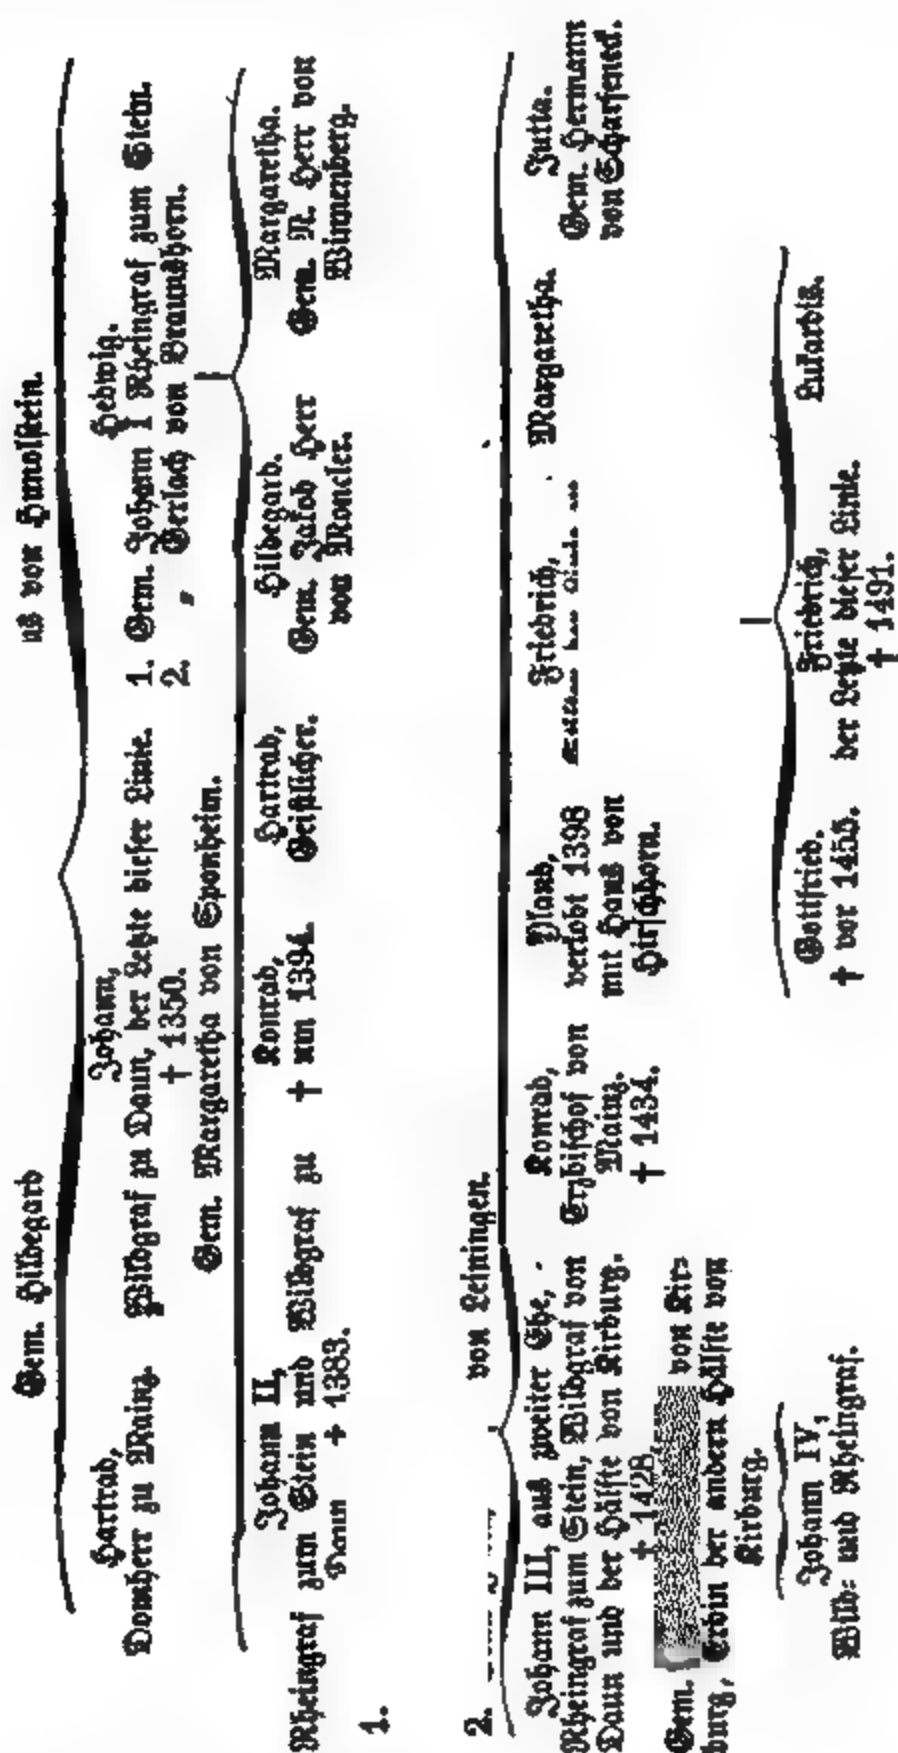 Gem. Hildegard us von Hunolstein.
Hartrad,
Domherr zu Mainz.
Johann,
Wildgraf zu Daun, der Letzte dieser Linie.
† 1350.
Gem. Margaretha von Sponheim.
Hedwig.
1. Gem. Johann I Rheingraf zum Stein.
2. „ Gerlach von Braunshorn.
Johann II,
Rheingraf zum Stein und Wildgraf zu
Daun † 1383.
Konrad,
† um 1394.
Hartrad,
Geistlicher.
Hildegard.
Gem. Jakob Herr
von Moncler.
Margaretha.
Gem. N. Herr von
Winnenberg.
1.
2. von Leiningen.
Johann III, aus zweiter Ehe,
Rheingraf zum Stein, Wildgraf von
Daun und der Hälfte von Kirburg.
† 1428.
Gem. von Kir-
burg, Erbin der andern Hälfte von
Kirburg.
Konrad,
Erzbischof von
Mainz.
† 1434.
verlobt 1398
mit Hans von
Hirschhorn.
Friedrich,
Margaretha.
Jutta.
Gem. Hermann
von Scharfeneck.
Johann IV,
Wild- und Rheingraf.
Gottfried.
† vor 1458.
Friedrich,
der Letzte dieser Linie.
† 1491.
Lukardis.